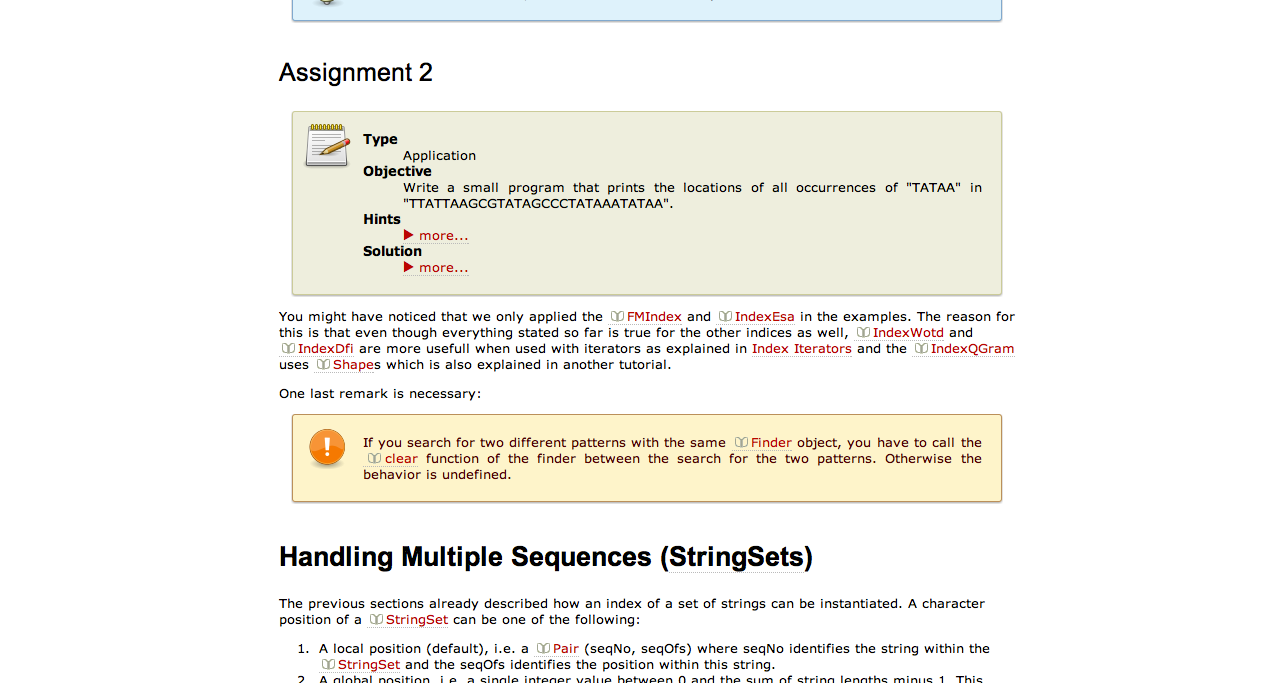 Assignment 2
Type
Application
Objective
Write a small program that prints the locations of all occurrences of "TATAA" in
"TTATTAAGCGTATAGCCCTATAAATATAA".
Hints
▶ more...
Solution
▶ more...
You might have noticed that we only applied the FMIndex and IndexEsa in the examples. The reason for
this is that even though everything stated so far is true for the other indices as well, IndexWotd and
IndexDfi are more usefull when used with iterators as explained in Index Iterators and the IndexQGram
uses Shapes which is also explained in another tutorial.
One last remark is necessary:
If you search for two different patterns with the same Finder object, you have to call the
clear function of the finder between the search for the two patterns. Otherwise the
behavior is undefined.
Handling Multiple Sequences (StringSets)
The previous sections already described how an index of a set of strings can be instantiated. A character
position of a StringSet can be one of the following:
1. A local position (default), i.e. a Pair (seqNo, seqOfs) where seqNo identifies the string within the
StringSet and the seqOfs identifies the position within this string.
2. A global position, i.e. a single integer value between 0 and the sum of string lengths minus 1. This